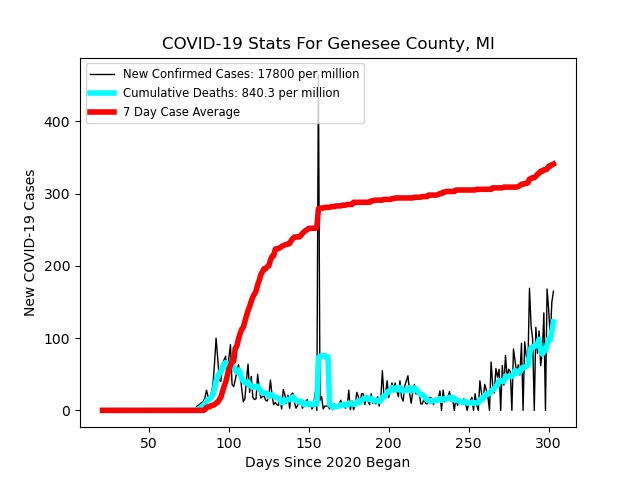 COVID-19 Stats For Genesee County, MI
New Confirmed Cases: 17800 per million
Cumulative Deaths: 840.3 per million
7 Day Case Average
New COVID-19 Cases
400
300
200
100
0
50 100 150 200 250 300
Days Since 2020 Began